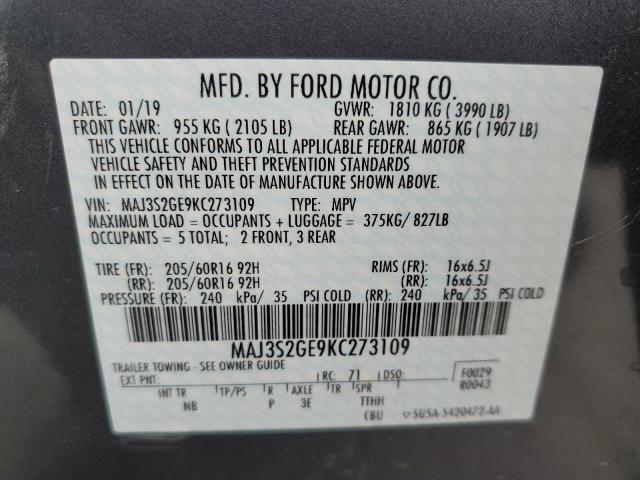 MFD. BY FORD MOTOR CO.
DATE: 01/19 GVWR: 1810 KG ( 3990 LB)
FRONT GAWR: 955 KG ( 2105 LB) REAR GAWR: 865 KG ( 1907 LB)
THIS VEHICLE CONFORMS TO ALL APPLICABLE FEDERAL MOTOR
VEHICLE SAFETY AND THEFT PREVENTION STANDARDS
IN EFFECT ON THE DATE OF MANUFACTURE SHOWN ABOVE.
VIN: MAJ3S2GE9KC273109 TYPE: MPV
MAXIMUM LOAD = OCCUPANTS + LUGGAGE = 375KG/ 827LB
OCCUPANTS = 5 TOTAL; 2 FRONT, 3 REAR
TIRE (FR): 205/60R16 92H RIMS (FR): 16x6.5J
(RR): 205/60R16 92H (RR): 16x6.5J
PRESSURE (FR): 240 kPa/ 35 PSI COLD (RR): 240 kPa/ 35 PSI COLD
MAJ3S2GE9KC273109
TRAILER TOWING - SEE OWNER GUIDE
EXT PNT: RC: 71 DSO: F0029
R0043
INT TR TP/PS R AXLE TR SPR
NB P 3E TTHH
CBU SU5A-5420472-AA